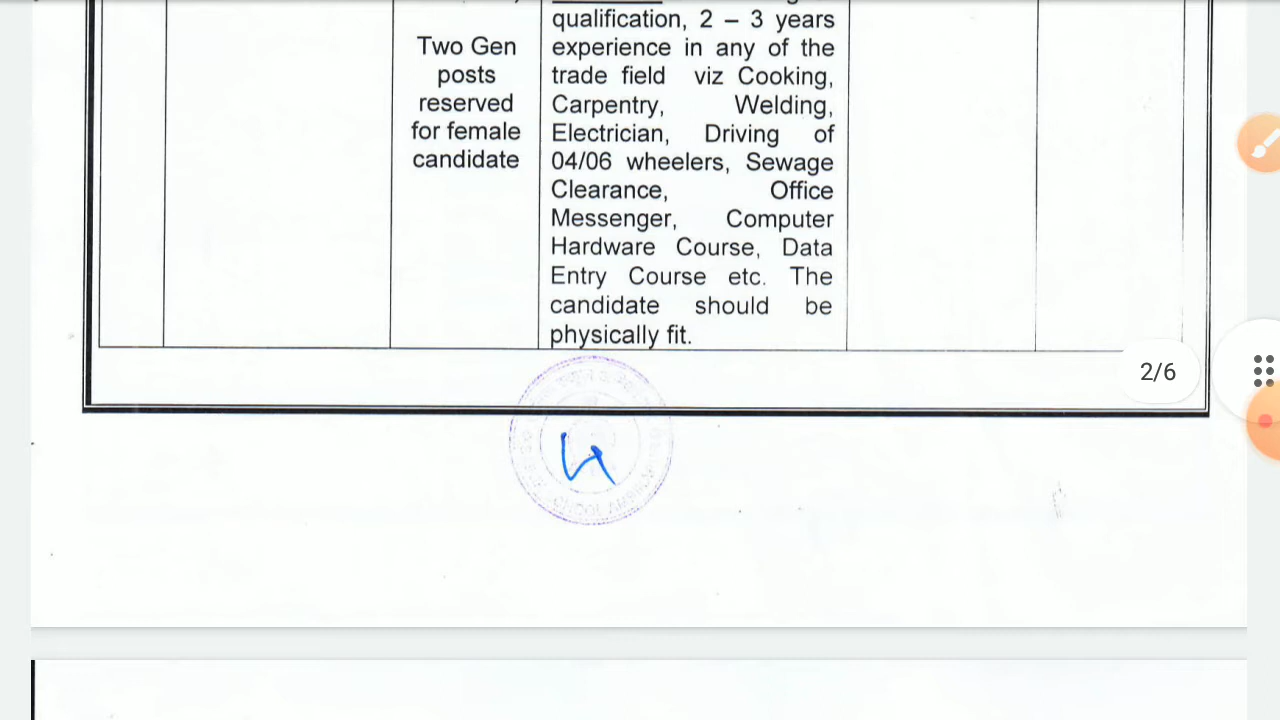 Two Gen
posts
reserved
for female
candidate
qualification, 2 – 3 years
experience in any of the
trade field viz Cooking,
Carpentry, Welding,
Electrician, Driving of
04/06 wheelers, Sewage
Clearance, Office
Messenger, Computer
Hardware Course, Data
Entry Course etc. The
candidate should be
physically fit.
2/6